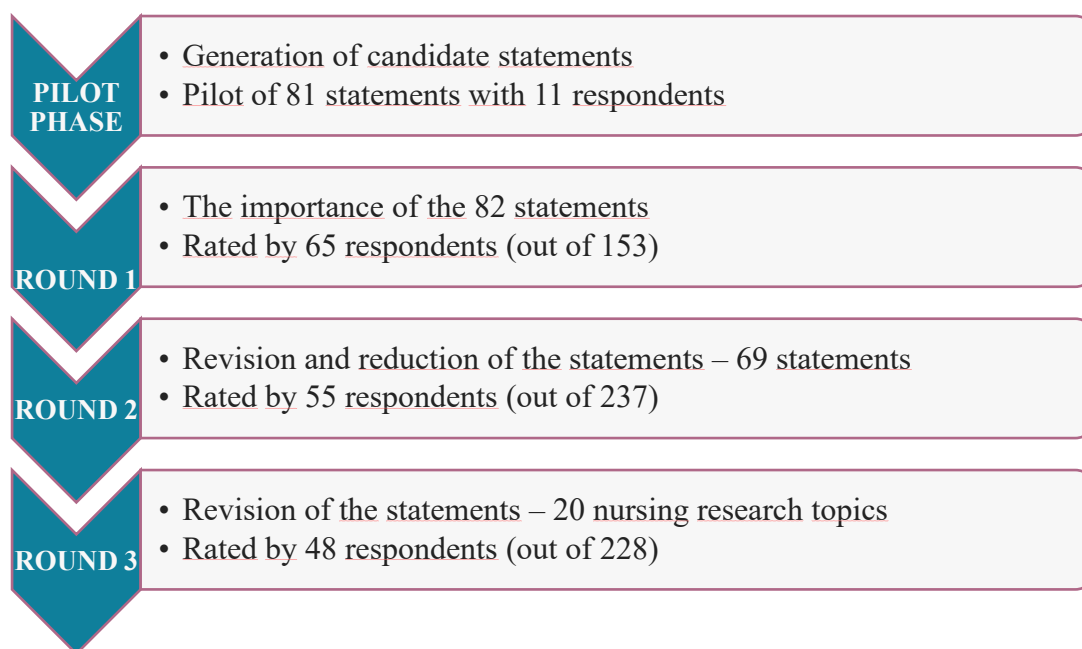 PILOT
PHASE
• Generation of candidate statements
• Pilot of 81 statements with 11 respondents
ROUND 1
• The importance of the 82 statements
• Rated by 65 respondents (out of 153)
ROUND 2
• Revision and reduction of the statements – 69 statements
• Rated by 55 respondents (out of 237)
ROUND 3
• Revision of the statements – 20 nursing research topics
• Rated by 48 respondents (out of 228)